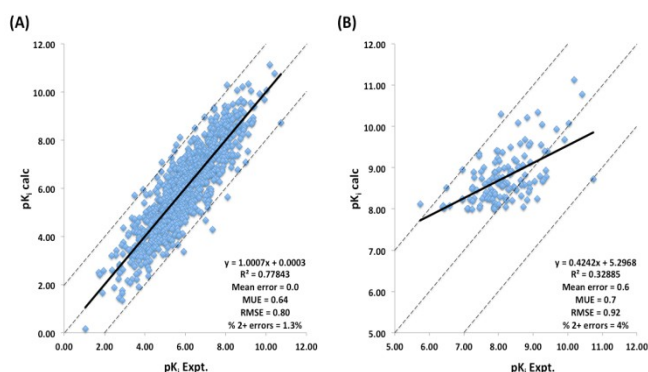 (A)
12.00
10.00
8.00
6.00
4.00
2.00
0.00
pKi calc
y = 1.0007x + 0.0003
R² = 0.77843
Mean error = 0.0
MUE = 0.64
RMSE = 0.80
% 2+ errors = 1.3%
0.00 2.00 4.00 6.00 8.00 10.00 12.00
pKi Expt.
(B)
12.00
11.00
10.00
9.00
8.00
7.00
6.00
5.00
pKi calc
y = 0.4242x + 5.2968
R² = 0.32885
Mean error = 0.6
MUE = 0.7
RMSE = 0.92
% 2+ errors = 4%
5.00 6.00 7.00 8.00 9.00 10.00 11.00 12.00
pKi Expt.